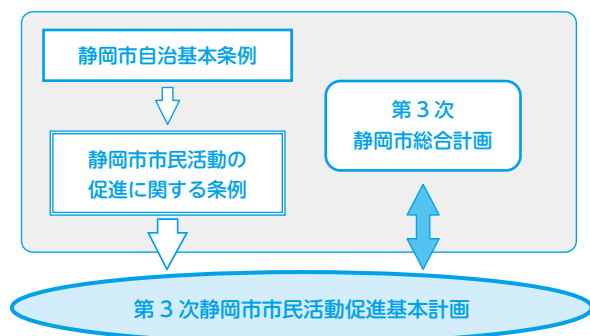 静岡市自治基本条例
静岡市市民活動の
促進に関する条例
第３次
静岡市総合計画
第３次静岡市市民活動促進基本計画